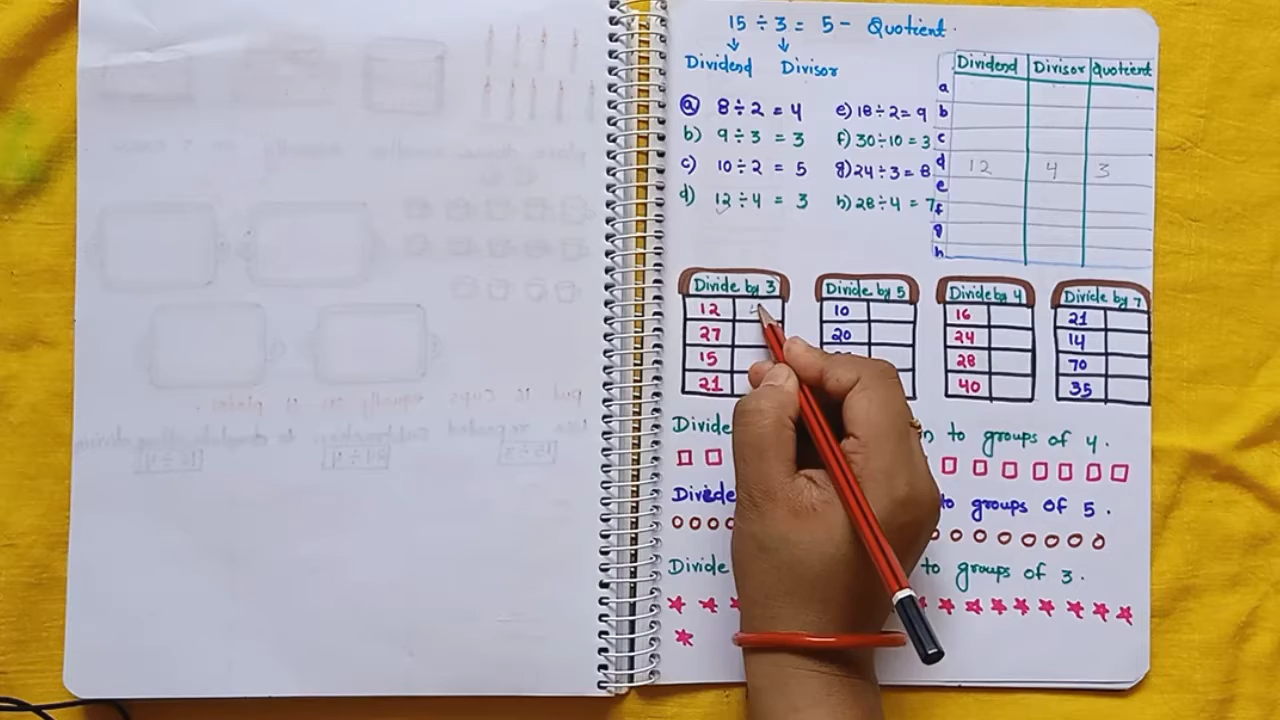 15 ÷ 3 = 5 - Quotient.
Dividend Divisor
ⓐ 8 ÷ 2 = 4
b) 9 ÷ 3 = 3
c) 10 ÷ 2 = 5
d) 12 ÷ 4 = 3
e) 18 ÷ 2 = 9
f) 30 ÷ 10 = 3
g) 24 ÷ 3 = 8
h) 28 ÷ 4 = 7
Dividend Divisor Quotient
a
b
c
d 12 4 3
e
f
g
h
Divide by 3
12 4
27
15
21
Divide by 5
10
20
Divide by 4
16
24
28
40
Divide by 7
21
14
70
35
Divide to groups of 4.
Divide to groups of 5.
Divide to groups of 3.